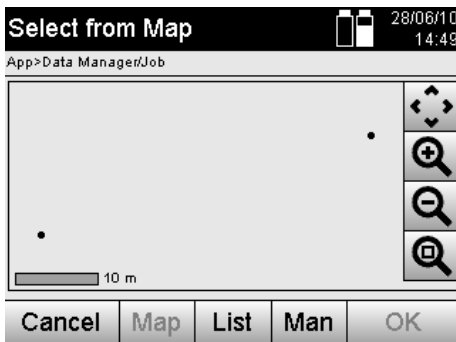 Select from Map
28/06/10
14:49
App>Data Manager/Job
10 m
Cancel Map List Man OK